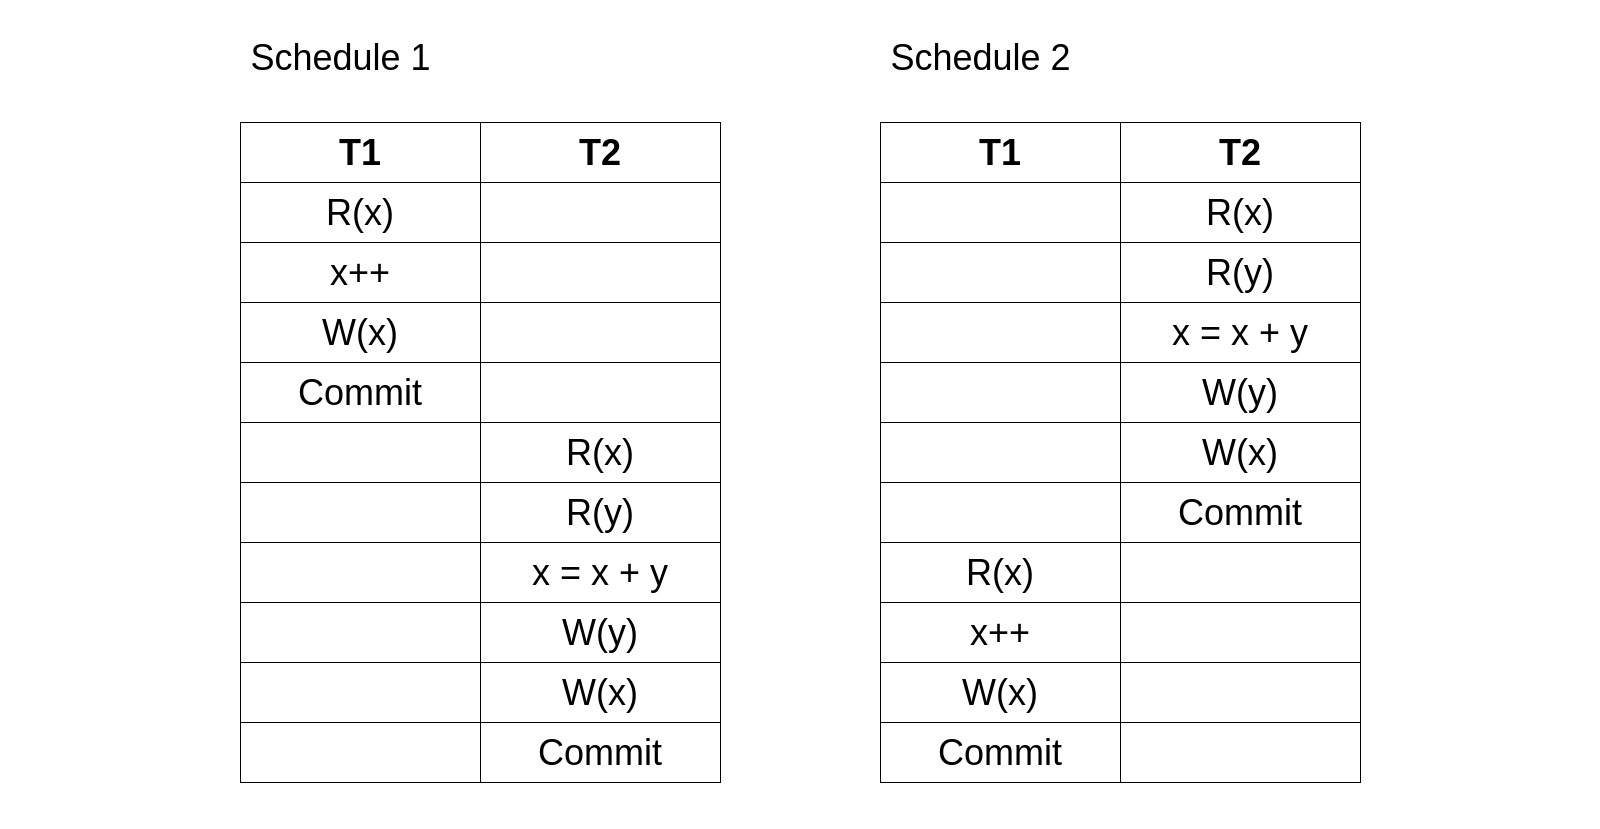 Schedule 1
T1 T2
R(x)
x++
W(x)
Commit
R(x)
R(y)
x = x + y
W(y)
W(x)
Commit
Schedule 2
T1 T2
R(x)
R(y)
x = x + y
W(y)
W(x)
Commit
R(x)
x++
W(x)
Commit